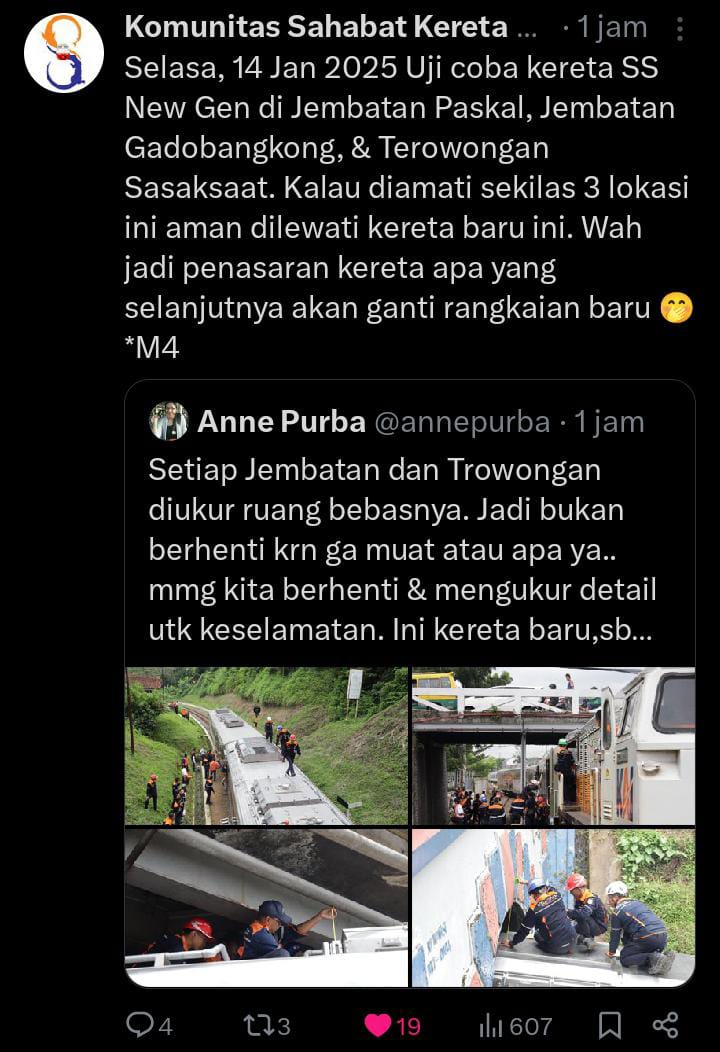 Komunitas Sahabat Kereta ... · 1 jam
Selasa, 14 Jan 2025 Uji coba kereta SS
New Gen di Jembatan Paskal, Jembatan
Gadobangkong, & Terowongan
Sasaksaat. Kalau diamati sekilas 3 lokasi
ini aman dilewati kereta baru ini. Wah
jadi penasaran kereta apa yang
selanjutnya akan ganti rangkaian baru 🤭
*M4
Anne Purba @annepurba · 1 jam
Setiap Jembatan dan Trowongan
diukur ruang bebasnya. Jadi bukan
berhenti krn ga muat atau apa ya..
mmg kita berhenti & mengukur detail
utk keselamatan. Ini kereta baru,sb...
4 3 19 607